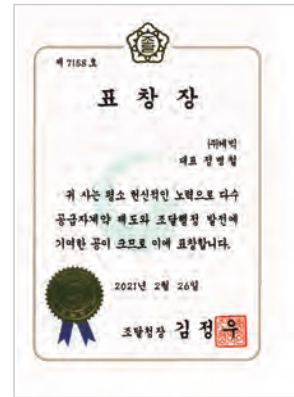 조달
제 7158 호
표 창 장
대표 정병철
귀 사는 평소 헌신적인 노력으로 다수
공급자계약 제도와 조달행정 발전에
기여한 공이 크므로 이에 표창합니다.
2021년 2월 26일
조달청장 김 정 우